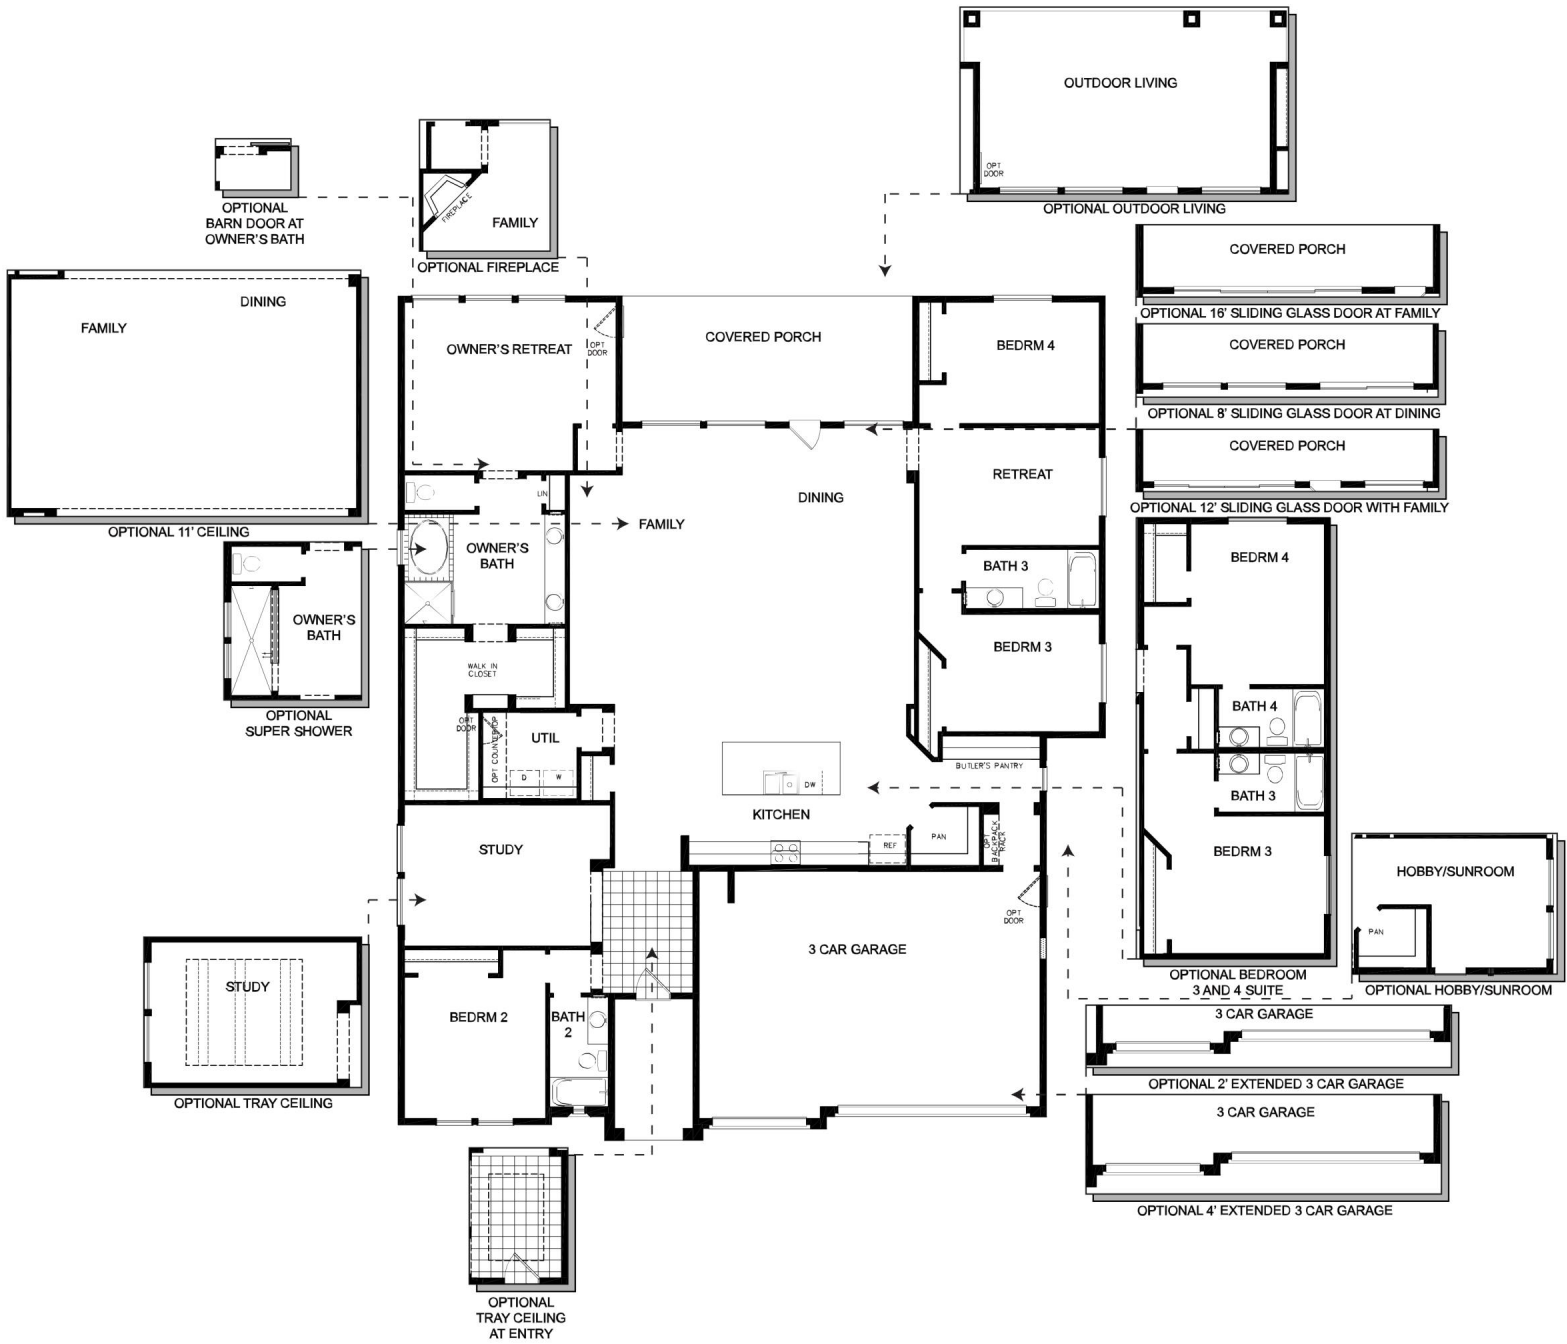 OUTDOOR LIVING
OPT
DOOR
OPTIONAL OUTDOOR LIVING
OPTIONAL
BARN DOOR AT
OWNER'S BATH
FIREPLACE
FAMILY
OPTIONAL FIREPLACE
COVERED PORCH
OPTIONAL 16' SLIDING GLASS DOOR AT FAMILY
COVERED PORCH
OPTIONAL 8' SLIDING GLASS DOOR AT DINING
COVERED PORCH
OPTIONAL 12' SLIDING GLASS DOOR WITH FAMILY
DINING
FAMILY
OPTIONAL 11' CEILING
OWNER'S RETREAT
OPT
DOOR
COVERED PORCH
BEDRM 4
RETREAT
DINING
FAMILY
LIN
OWNER'S
BATH
BATH 3
BEDRM 3
OWNER'S
BATH
OPTIONAL
SUPER SHOWER
WALK IN
CLOSET
OPT
DOOR
OPT COUNTERTOP
UTIL
D
W
BUTLER'S PANTRY
DW
KITCHEN
REF
PAN
OPT
BACKPACK
RACK
OPT
DOOR
STUDY
3 CAR GARAGE
BEDRM 2
BATH
2
STUDY
OPTIONAL TRAY CEILING
OPTIONAL
TRAY CEILING
AT ENTRY
BEDRM 4
BATH 4
BATH 3
BEDRM 3
OPTIONAL BEDROOM
3 AND 4 SUITE
HOBBY/SUNROOM
PAN
OPTIONAL HOBBY/SUNROOM
3 CAR GARAGE
OPTIONAL 2' EXTENDED 3 CAR GARAGE
3 CAR GARAGE
OPTIONAL 4' EXTENDED 3 CAR GARAGE